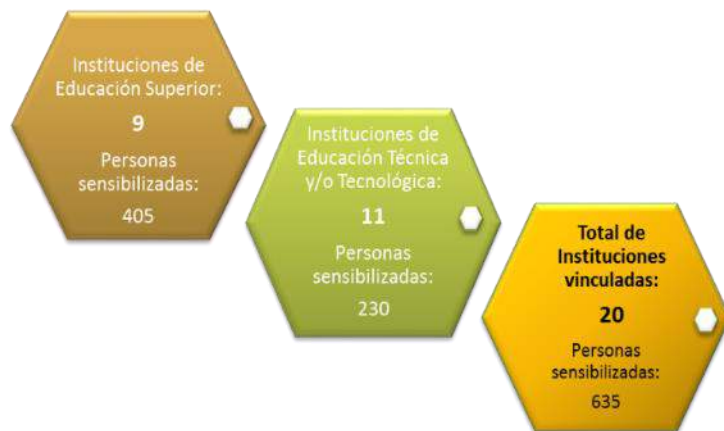 Instituciones de
Educación Superior:
9
Personas
sensibilizadas:
405
Instituciones de
Educación Técnica
y/o Tecnológica:
11
Personas
sensibilizadas:
230
Total de
Instituciones
vinculadas:
20
Personas
sensibilizadas:
635